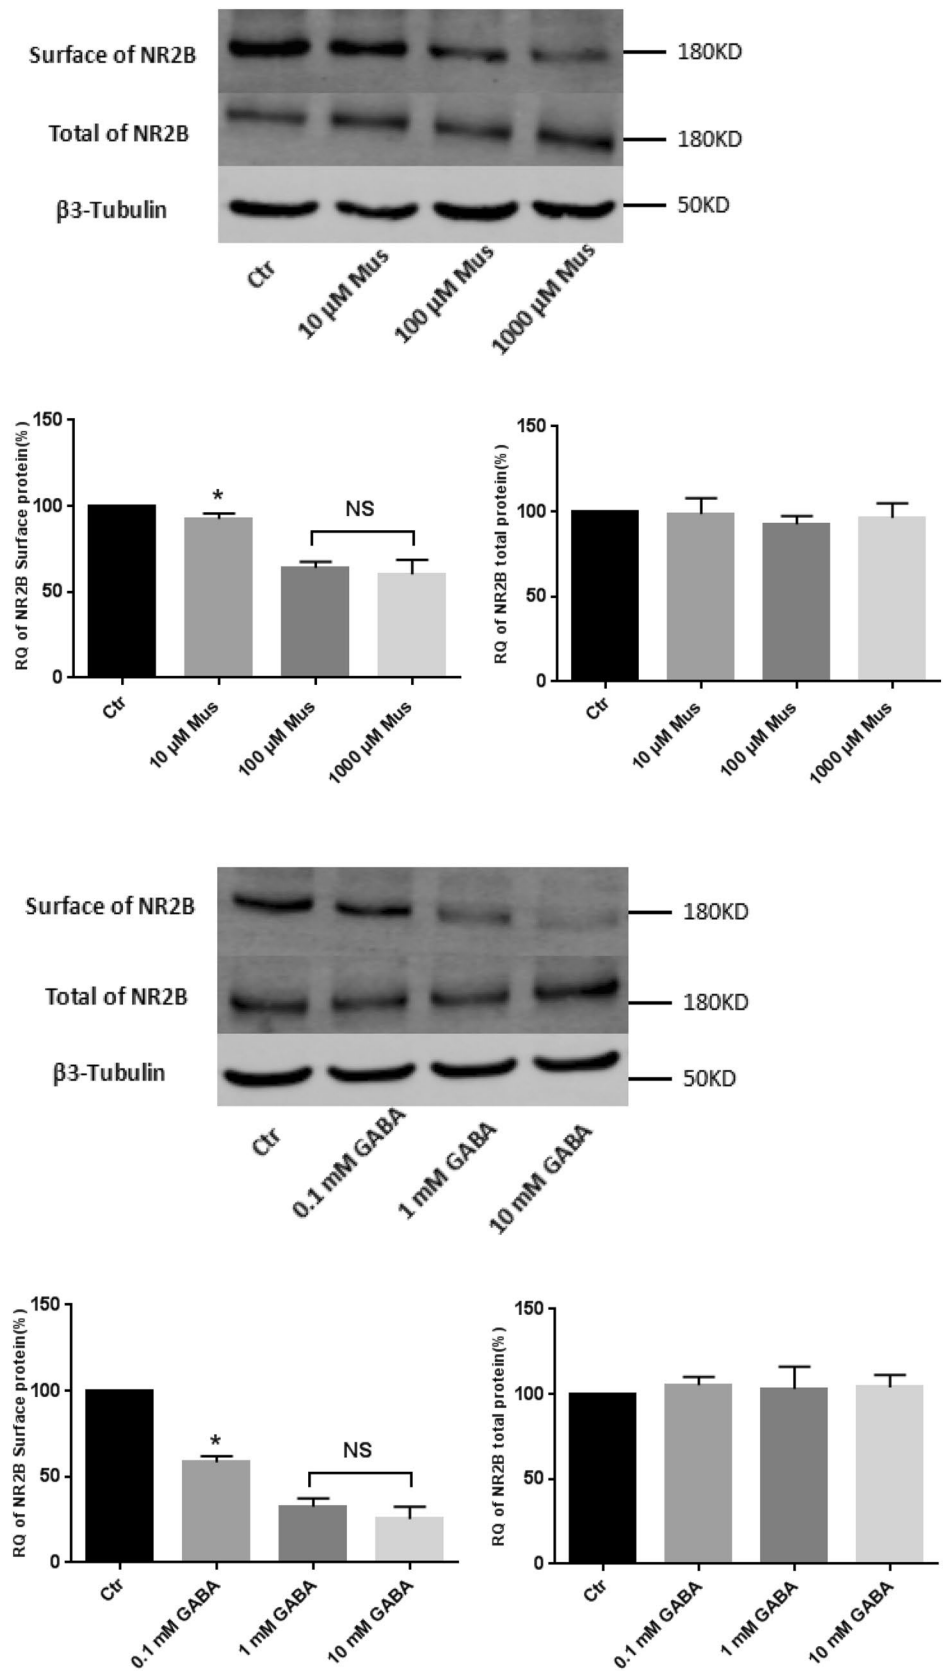 Surface of NR2B
180KD
Total of NR2B
180KD
β3-Tubulin
50KD
Ctr
10 μM Mus
100 μM Mus
1000 μM Mus
RQ of NR2B Surface protein(%)
150
100
50
0
*
NS
Ctr
10 μM Mus
100 μM Mus
1000 μM Mus
RQ of NR2B total protein(%)
150
100
50
0
Ctr
10 μM Mus
100 μM Mus
1000 μM Mus
Surface of NR2B
180KD
Total of NR2B
180KD
β3-Tubulin
50KD
Ctr
0.1 mM GABA
1 mM GABA
10 mM GABA
RQ of NR2B Surface protein(%)
150
100
50
0
*
NS
Ctr
0.1 mM GABA
1 mM GABA
10 mM GABA
RQ of NR2B total protein(%)
150
100
50
0
Ctr
0.1 mM GABA
1 mM GABA
10 mM GABA